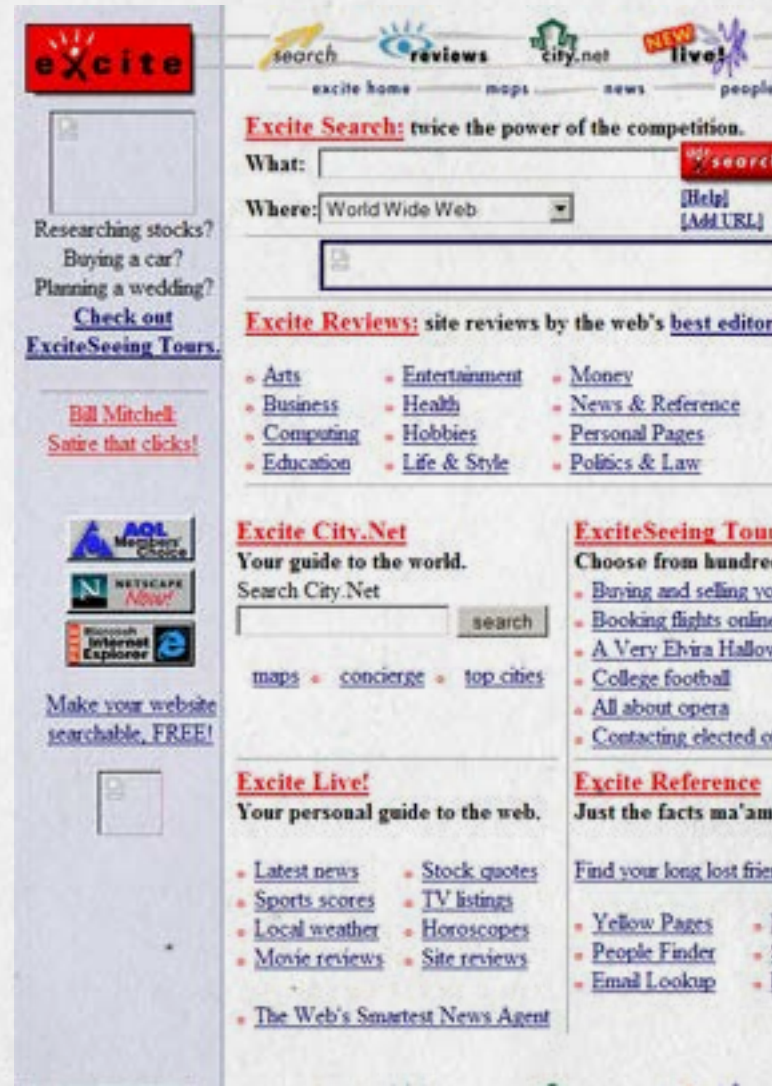 excite
search
reviews
city.net
NEW live!
excite home
maps
news
people
Excite Search: twice the power of the competition.
What:
search
Where: World Wide Web
[Help]
[Add URL]
Researching stocks?
Buying a car?
Planning a wedding?
Check out
ExciteSeeing Tours.
Bill Mitchell:
Satire that clicks!
AOL
Members'
Choice
NETSCAPE
Now!
FREE
Microsoft
Internet
Explorer
Make your website
searchable, FREE!
Excite Reviews: site reviews by the web's best editor
Arts
Entertainment
Money
Business
Health
News & Reference
Computing
Hobbies
Personal Pages
Education
Life & Style
Politics & Law
Excite City.Net
Your guide to the world.
Search City.Net
search
maps
concierge
top cities
ExciteSeeing Tour
Choose from hundre
Buying and selling yo
Booking flights online
A Very Elvira Hallow
College football
All about opera
Contacting elected o
Excite Live!
Your personal guide to the web.
Latest news
Stock quotes
Sports scores
TV listings
Local weather
Horoscopes
Movie reviews
Site reviews
The Web's Smartest News Agent
Excite Reference
Just the facts ma'am
Find your long lost frie
Yellow Pages
People Finder
Email Lookup